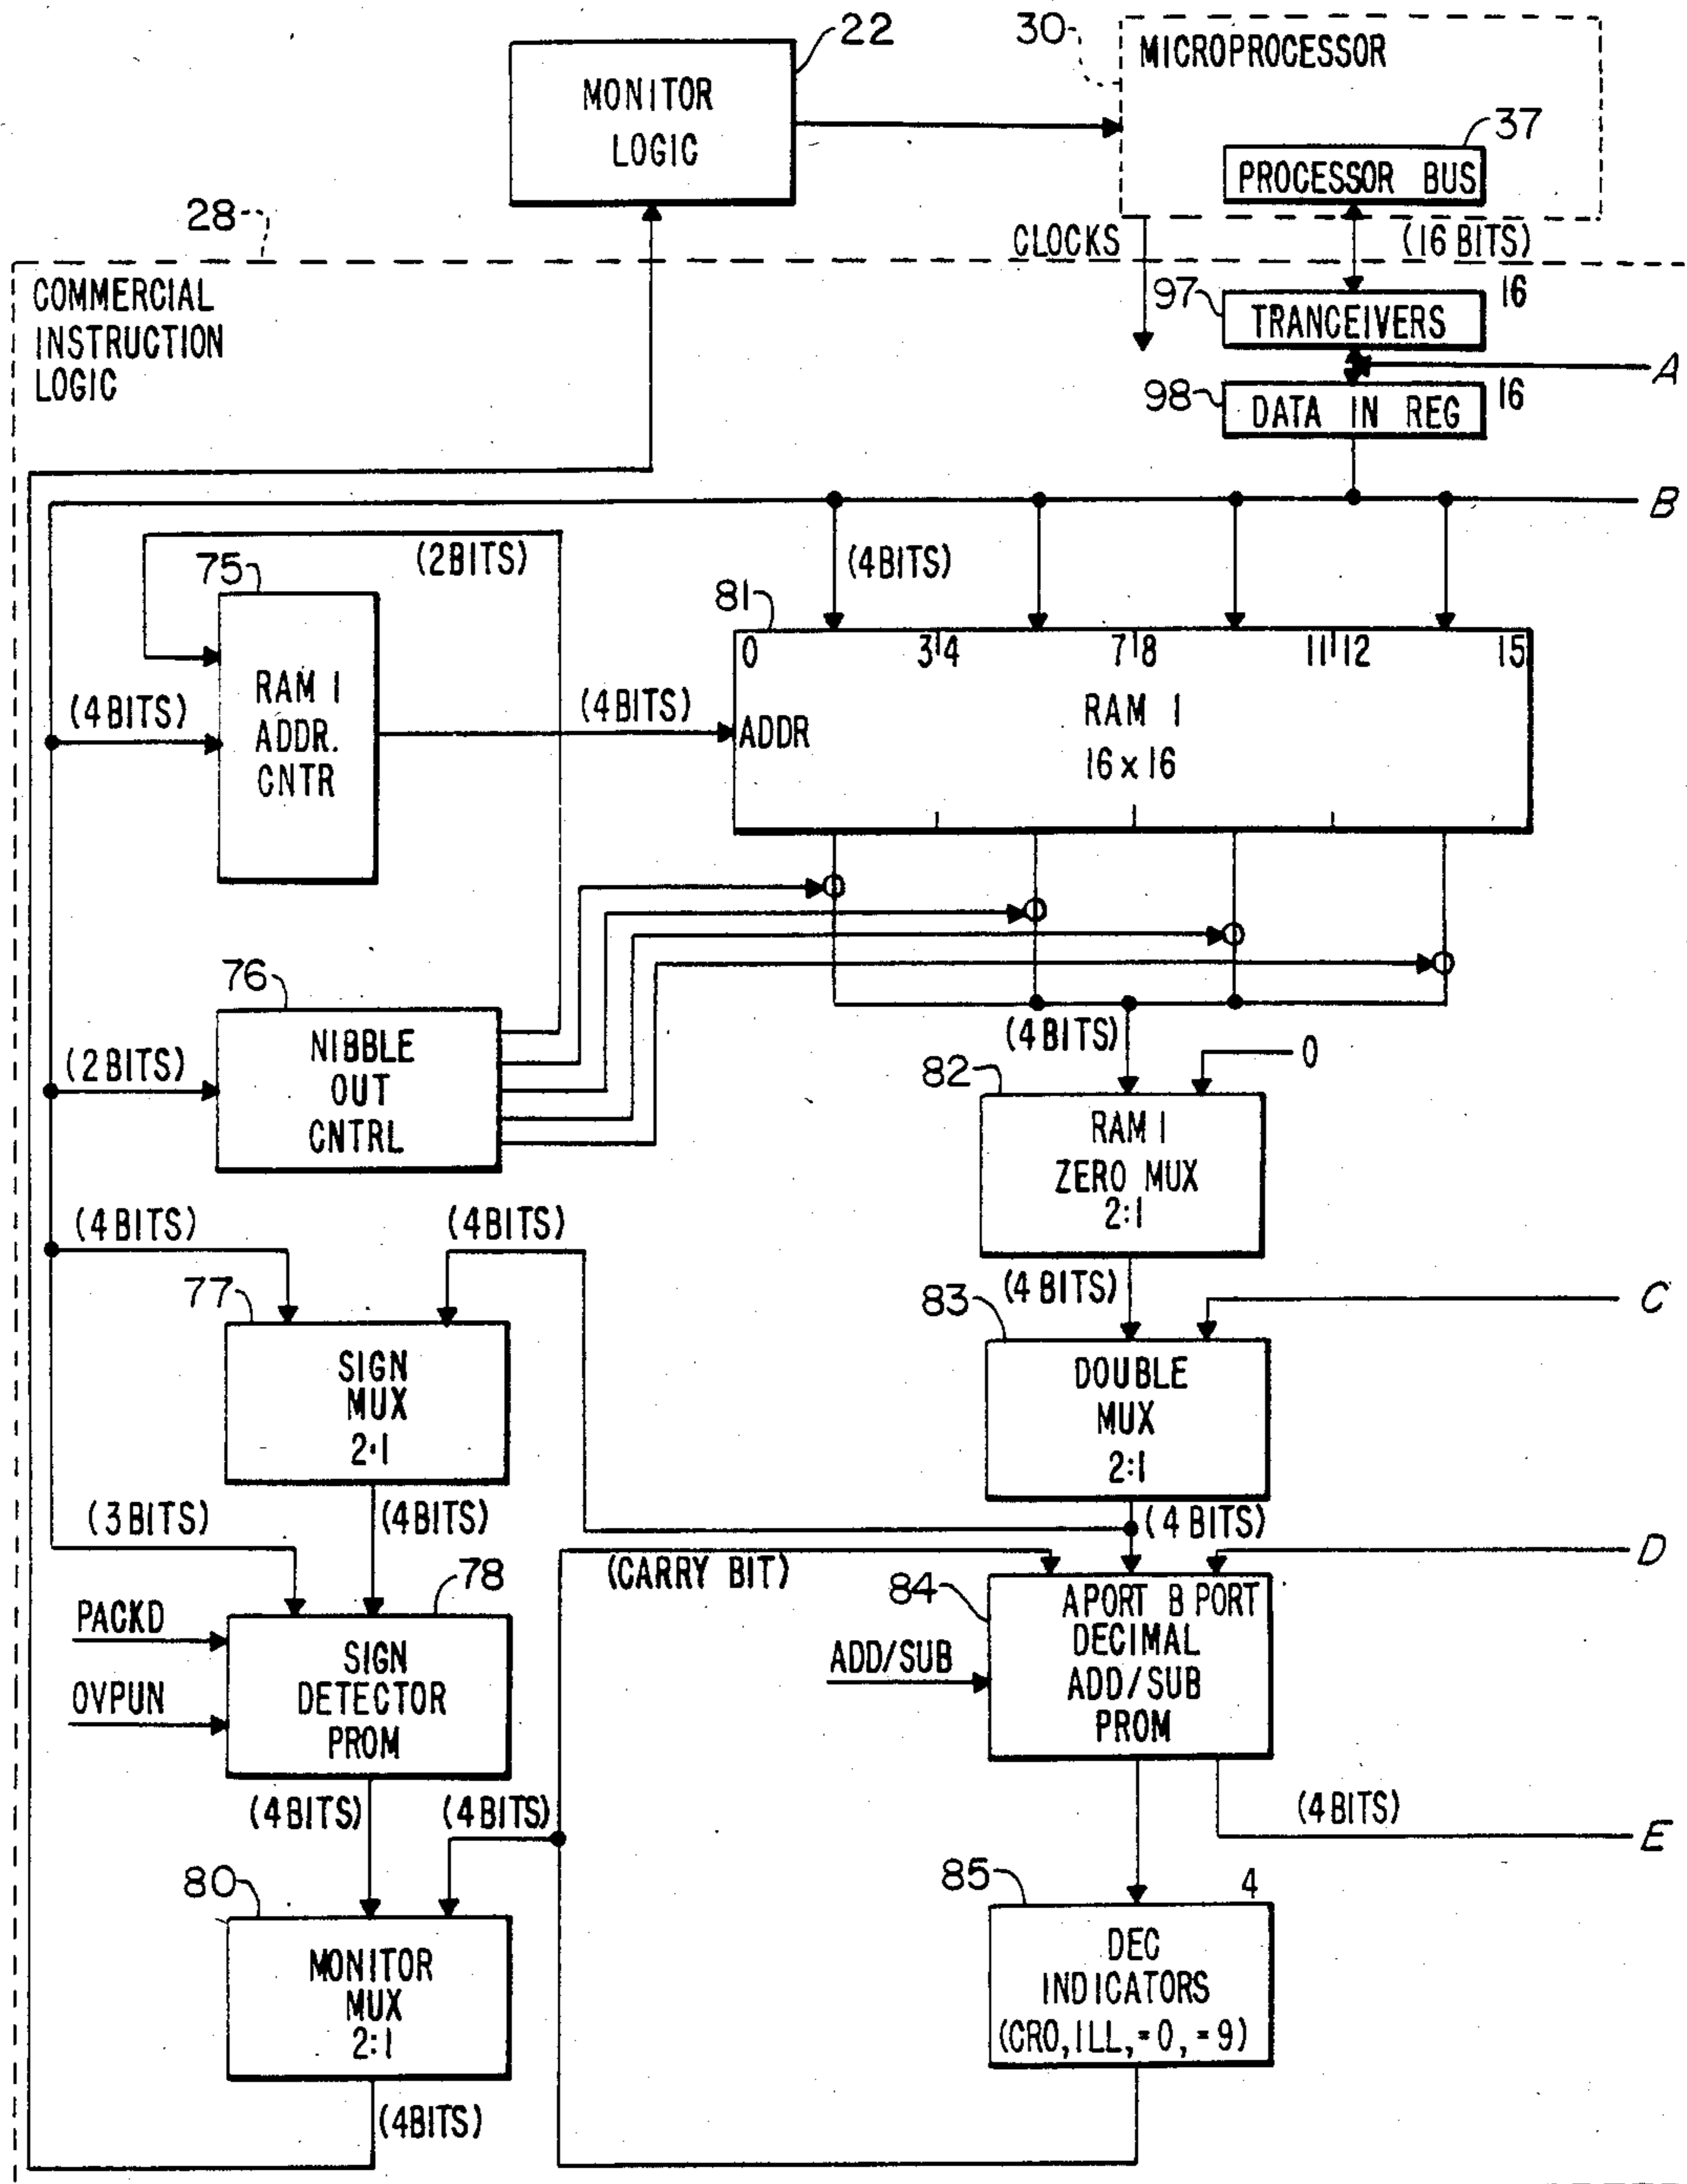 22
MONITOR
LOGIC
30
MICROPROCESSOR
37
PROCESSOR BUS
28
CLOCKS
(16 BITS)
COMMERCIAL
INSTRUCTION
LOGIC
97
TRANCEIVERS
16
A
98
DATA IN REG
16
B
(2BITS)
(4BITS)
75
RAM 1
ADDR.
CNTR
(4BITS)
(4BITS)
81
0 3 4 7 8 11 12 15
ADDR
RAM 1
16 x 16
76
NIBBLE
OUT
CNTRL
(2BITS)
(4BITS)
0
82
RAM 1
ZERO MUX
2:1
(4BITS)
(4BITS)
77
SIGN
MUX
2:1
(4 BITS)
83
C
DOUBLE
MUX
2:1
(3BITS)
(4BITS)
(4 BITS)
D
(CARRY BIT)
78
PACKD
OVPUN
SIGN
DETECTOR
PROM
84
ADD/SUB
APORT B PORT
DECIMAL
ADD/SUB
PROM
(4BITS)
(4BITS)
(4BITS)
E
80
MONITOR
MUX
2:1
85
4
DEC
INDICATORS
(CRO, ILL, =0, =9)
(4BITS)